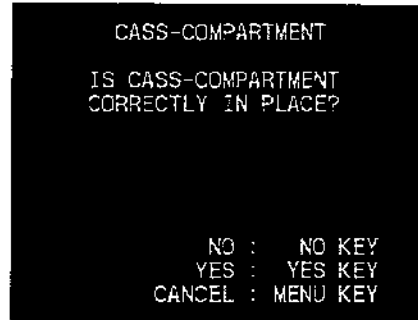 CASS-COMPARTMENT
IS CASS-COMPARTMENT
CORRECTLY IN PLACE?
NO : NO KEY
YES : YES KEY
CANCEL : MENU KEY